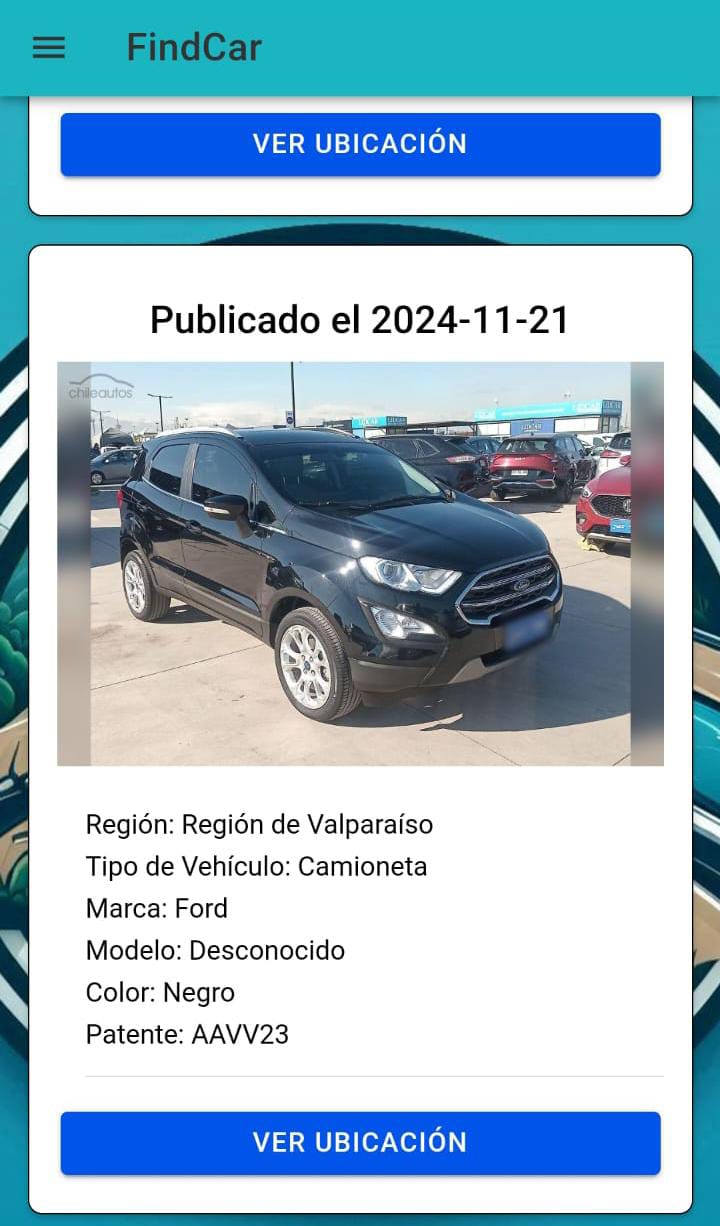 FindCar
VER UBICACIÓN
Publicado el 2024-11-21
chileautos
Región: Región de Valparaíso
Tipo de Vehículo: Camioneta
Marca: Ford
Modelo: Desconocido
Color: Negro
Patente: AAVV23
VER UBICACIÓN